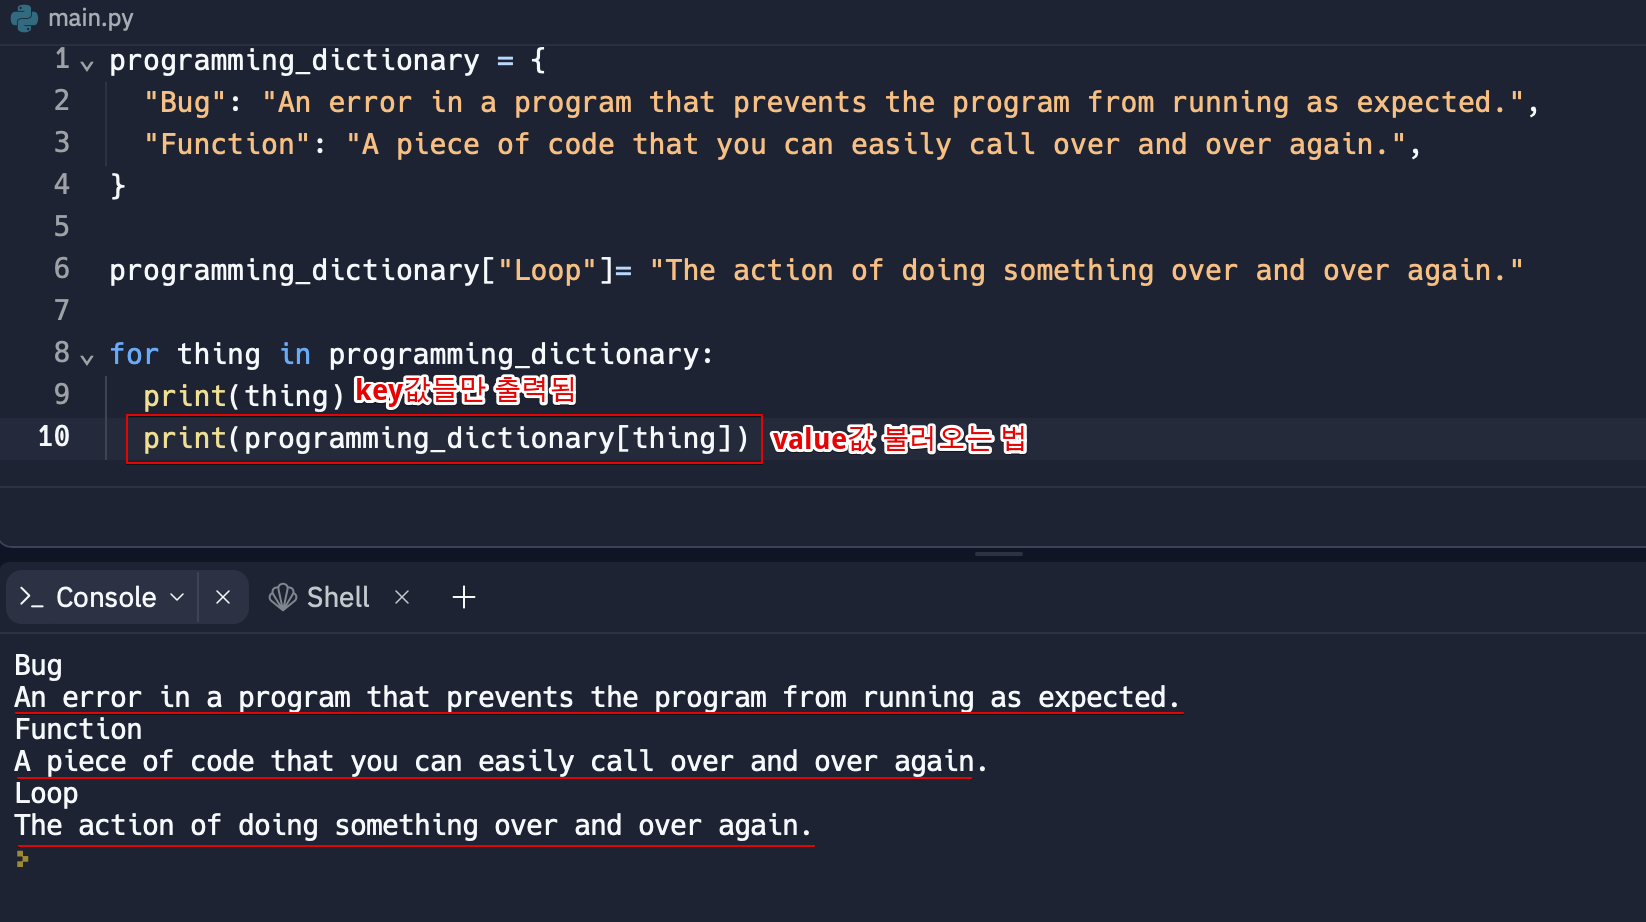 main.py
1 programming_dictionary = {
2 "Bug": "An error in a program that prevents the program from running as expected.",
3 "Function": "A piece of code that you can easily call over and over again.",
4 }
5
6 programming_dictionary["Loop"]= "The action of doing something over and over again."
7
8 for thing in programming_dictionary:
9 print(thing) key값들만 출력됨
10 print(programming_dictionary[thing]) value값 불러오는 법
Console Shell
Bug
An error in a program that prevents the program from running as expected.
Function
A piece of code that you can easily call over and over again.
Loop
The action of doing something over and over again.